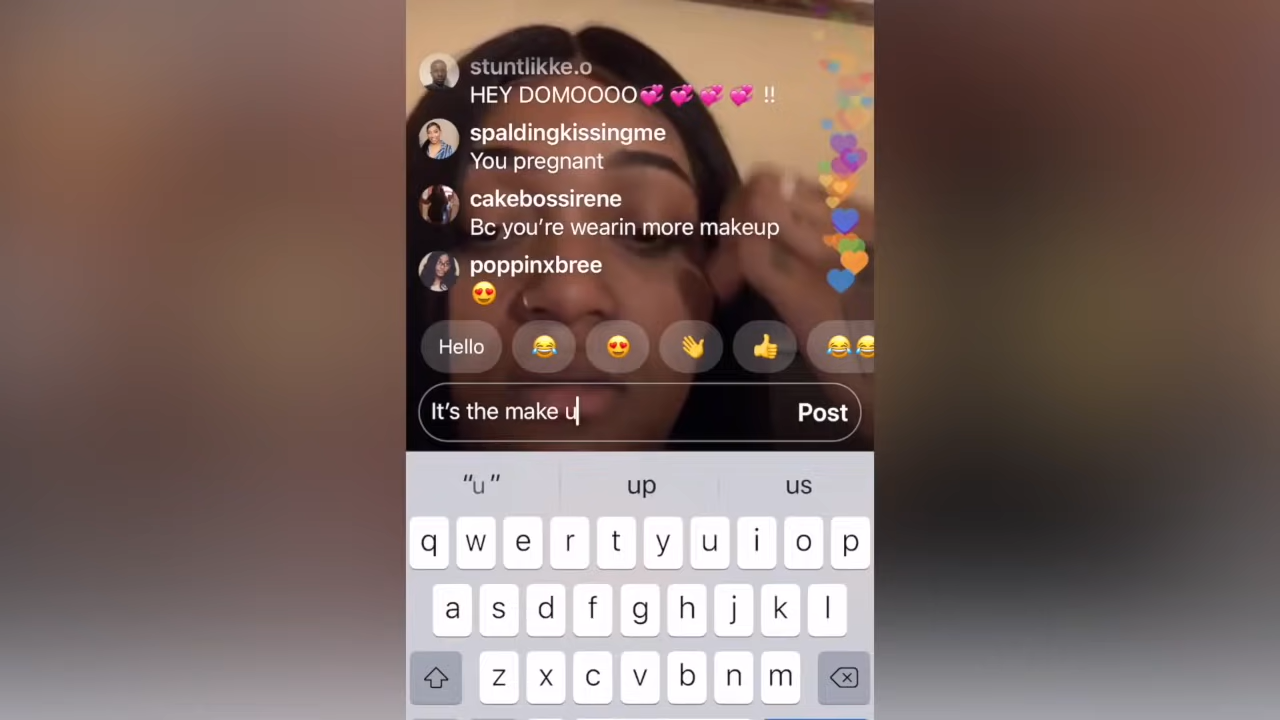 stuntlikke.o
HEY DOMOOOO💞 💞 💞 💞 !!
spaldingkissingme
You pregnant
cakebossirene
Bc you’re wearin more makeup
poppinxbree
😍
Hello 😂 😍 👋 👍 😂😂
It’s the make u Post
“u” up us
q w e r t y u i o p
a s d f g h j k l
z x c v b n m